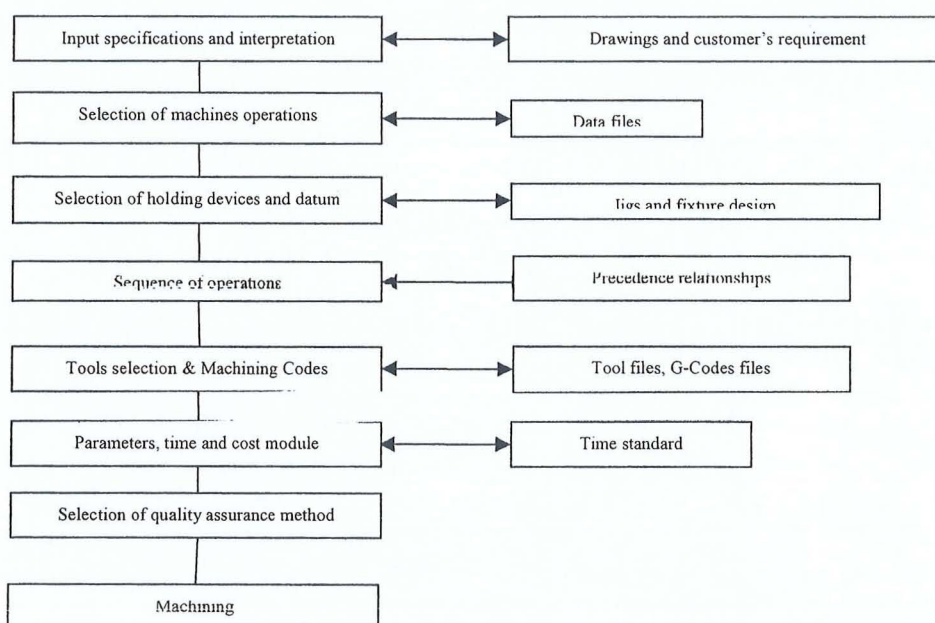 Input specifications and interpretation
Drawings and customer's requirement
Selection of machines operations
Data files
Selection of holding devices and datum
Jigs and fixture design
Sequence of operations
Precedence relationships
Tools selection & Machining Codes
Tool files, G-Codes files
Parameters, time and cost module
Time standard
Selection of quality assurance method
Machining